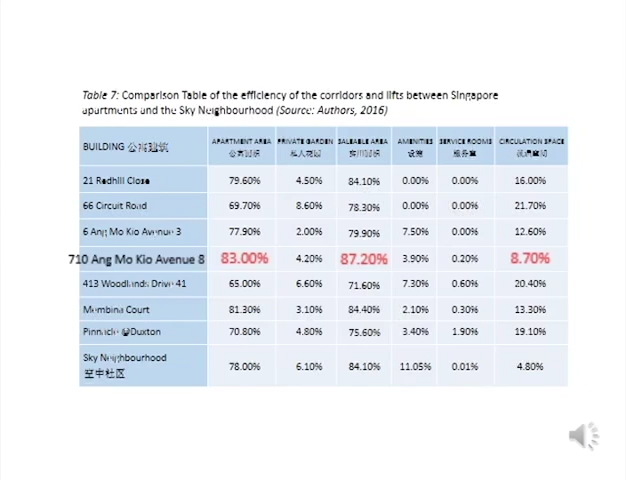 Table 7: Comparison Table of the efficiency of the corridors and lifts between Singapore
apartments and the Sky Neighbourhood (Source: Authors, 2016)
BUILDING 公寓建筑 APARTMENT AREA PRIVATE GARDEN SALEABLE AREA AMENITIES SERVICE ROOMS CIRCULATION SPACE
私人花园 设施
21 Redhill Close 79.60% 4.50% 84.10% 0.00% 0.00% 16.00%
66 Circuit Road 69.70% 8.60% 78.30% 0.00% 0.00% 21.70%
6 Ang Mo Kio Avenue 3 77.90% 2.00% 79.90% 7.50% 0.00% 12.60%
710 Ang Mo Kio Avenue 8 83.00% 4.20% 87.20% 3.90% 0.20% 8.70%
413 Woodlands Drive 41 65.00% 6.60% 71.60% 7.30% 0.60% 20.40%
Membina Court 81.30% 3.10% 84.40% 2.10% 0.30% 13.30%
Pinnacle @Duxton 70.80% 4.80% 75.60% 3.40% 1.90% 19.10%
Sky Neighbourhood 78.00% 6.10% 84.10% 11.05% 0.01% 4.80%
空中社区